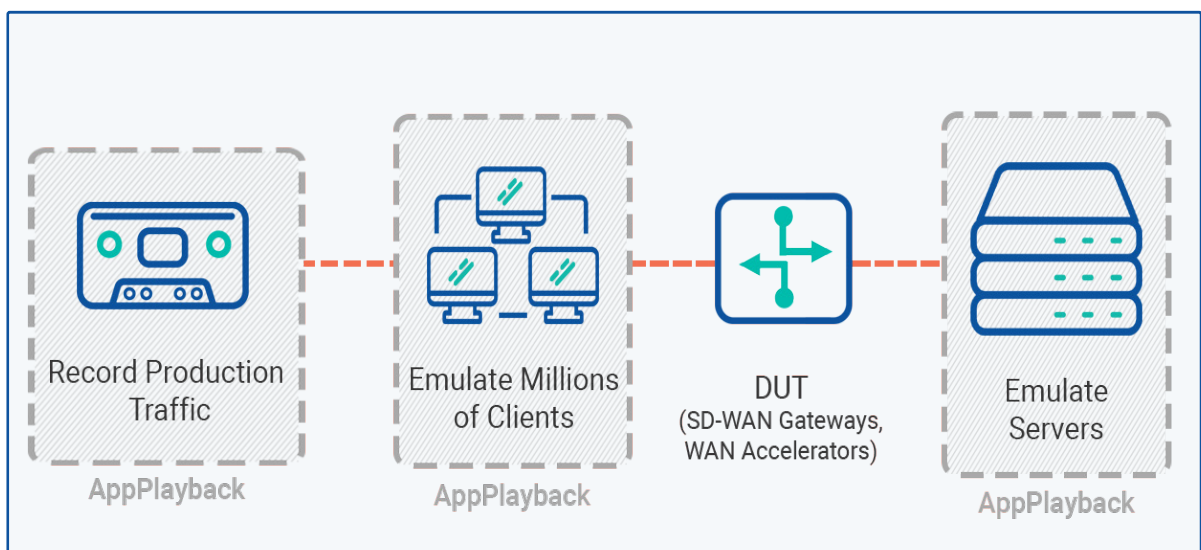 Record Production
Traffic
AppPlayback
Emulate Millions
of Clients
AppPlayback
DUT
(SD-WAN Gateways,
WAN Accelerators)
Emulate
Servers
AppPlayback